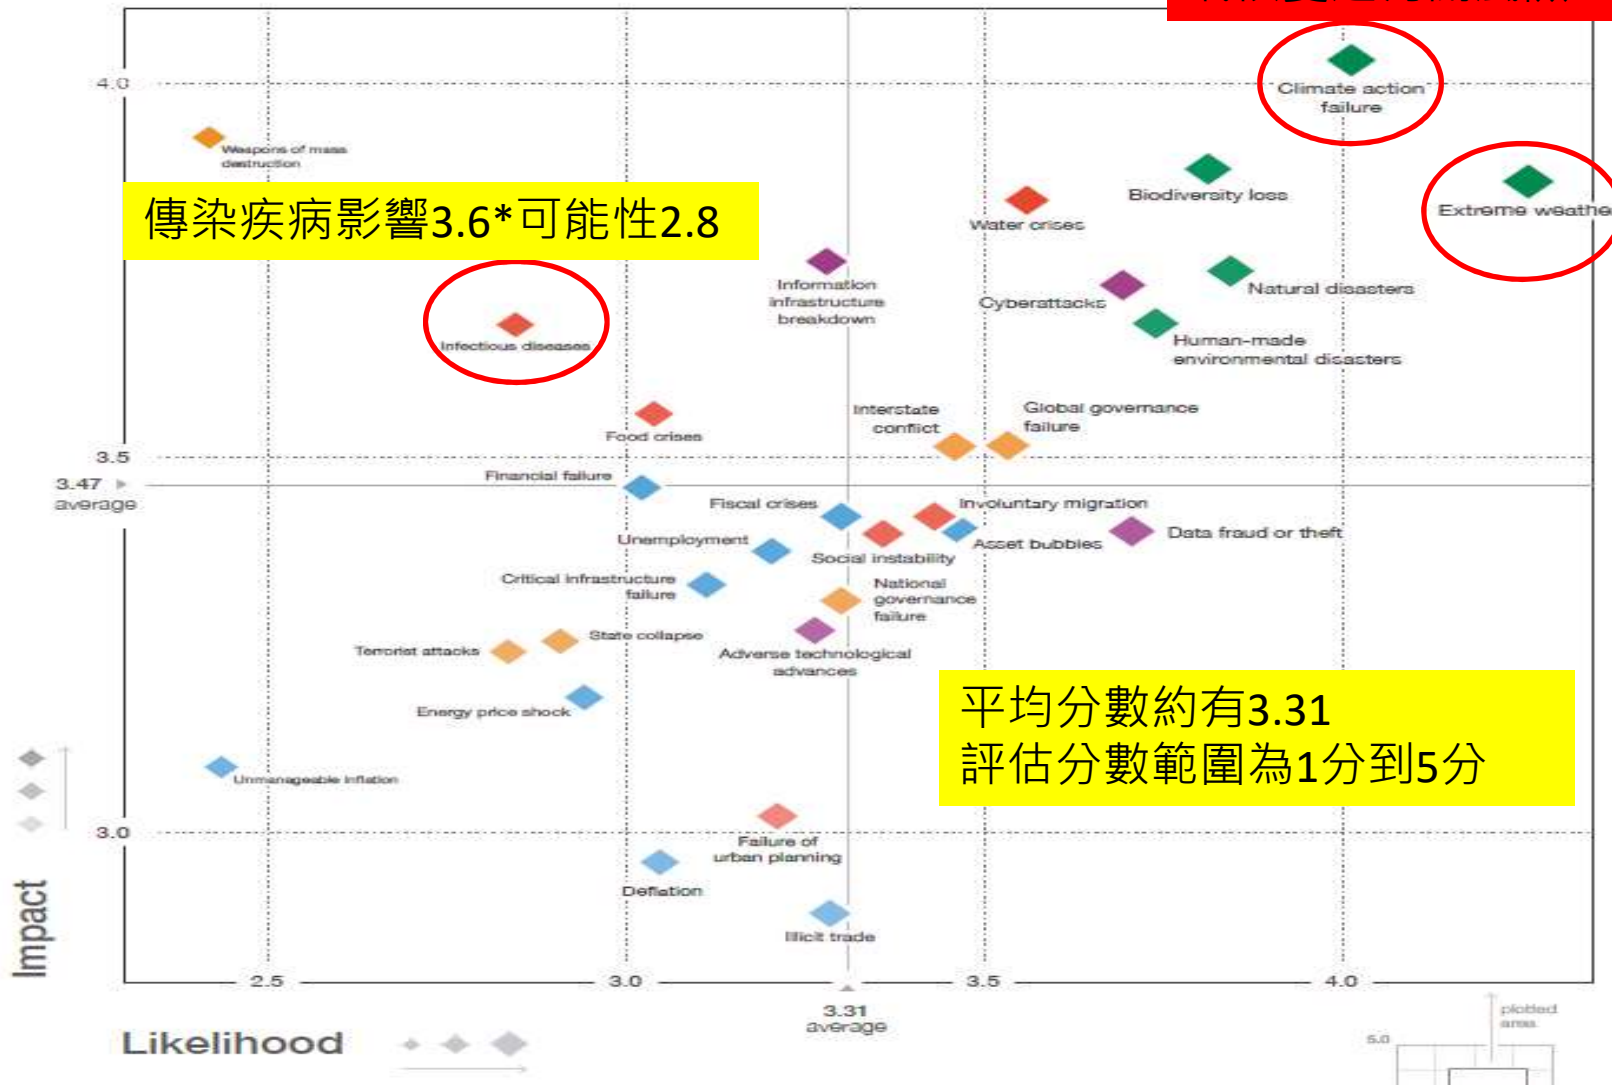 4.0
Climate action
failure
Weapons of mass
destruction
Biodiversity loss
Extreme weathe
傳染疾病影響3.6*可能性2.8
Water crises
Information
infrastructure
breakdown
Cyberattacks
Natural disasters
Infectious diseases
Human-made
environmental disasters
Interstate
conflict
Global governance
failure
Food crises
3.5
3.47
average
Financial failure
Fiscal crises
Involuntary migration
Unemployment
Social instability
Asset bubbles
Data fraud or theft
Critical infrastructure
failure
National
governance
failure
State collapse
Terrorist attacks
Adverse technological
advances
Energy price shock
平均分數約有3.31
評估分數範圍為1分到5分
Unmanageable inflation
3.0
Failure of
urban planning
Deflation
Illicit trade
Impact
2.5
3.0
3.5
4.0
3.31
average
plotted
area
5.0
Likelihood